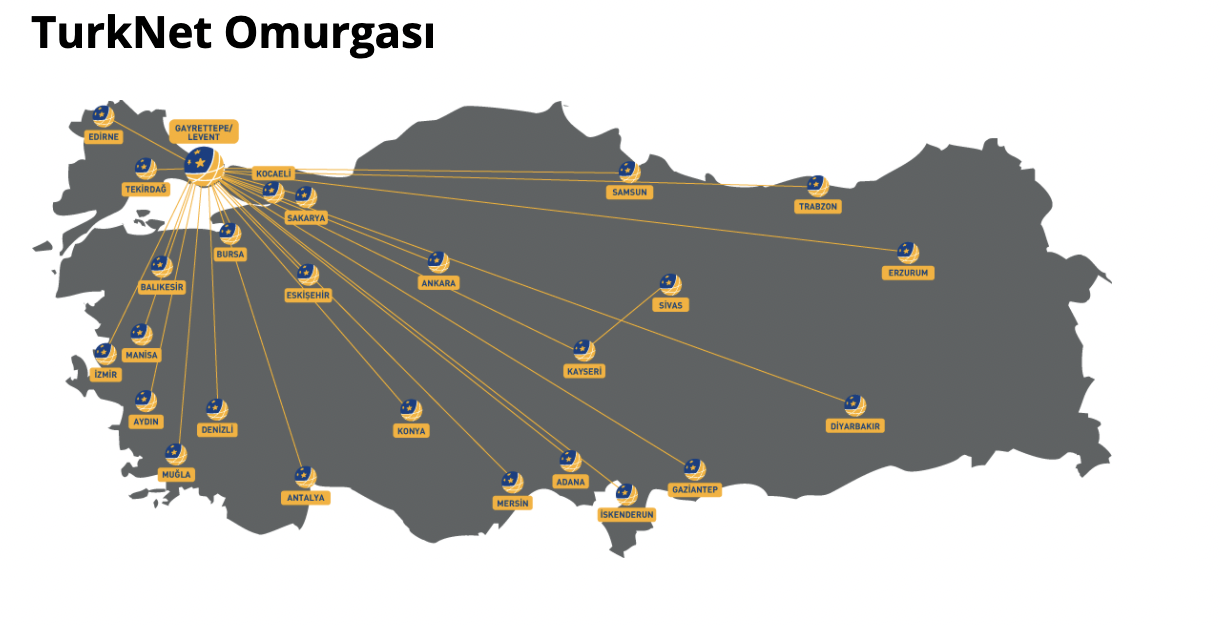 TurkNet Omurgası
EDİRNE
GAYRETTEPE/
LEVENT
TEKİRDAĞ
KOCAELİ
SAKARYA
SAMSUN
TRABZON
BURSA
ERZURUM
BALIKESİR
ESKİŞEHİR
ANKARA
SİVAS
MANİSA
İZMİR
KAYSERİ
AYDIN
DENİZLİ
KONYA
DİYARBAKIR
MUĞLA
ANTALYA
MERSİN
ADANA
GAZİANTEP
İSKENDERUN